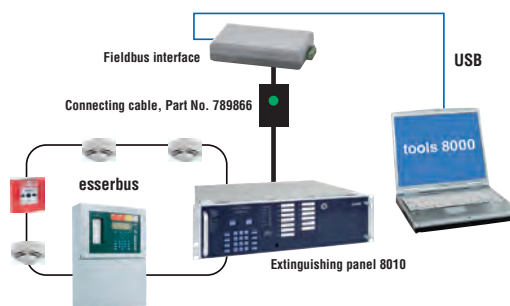 Fieldbus interface
USB
Connecting cable, Part No. 789866
tools 8000
esserbus
Extinguishing panel 8010